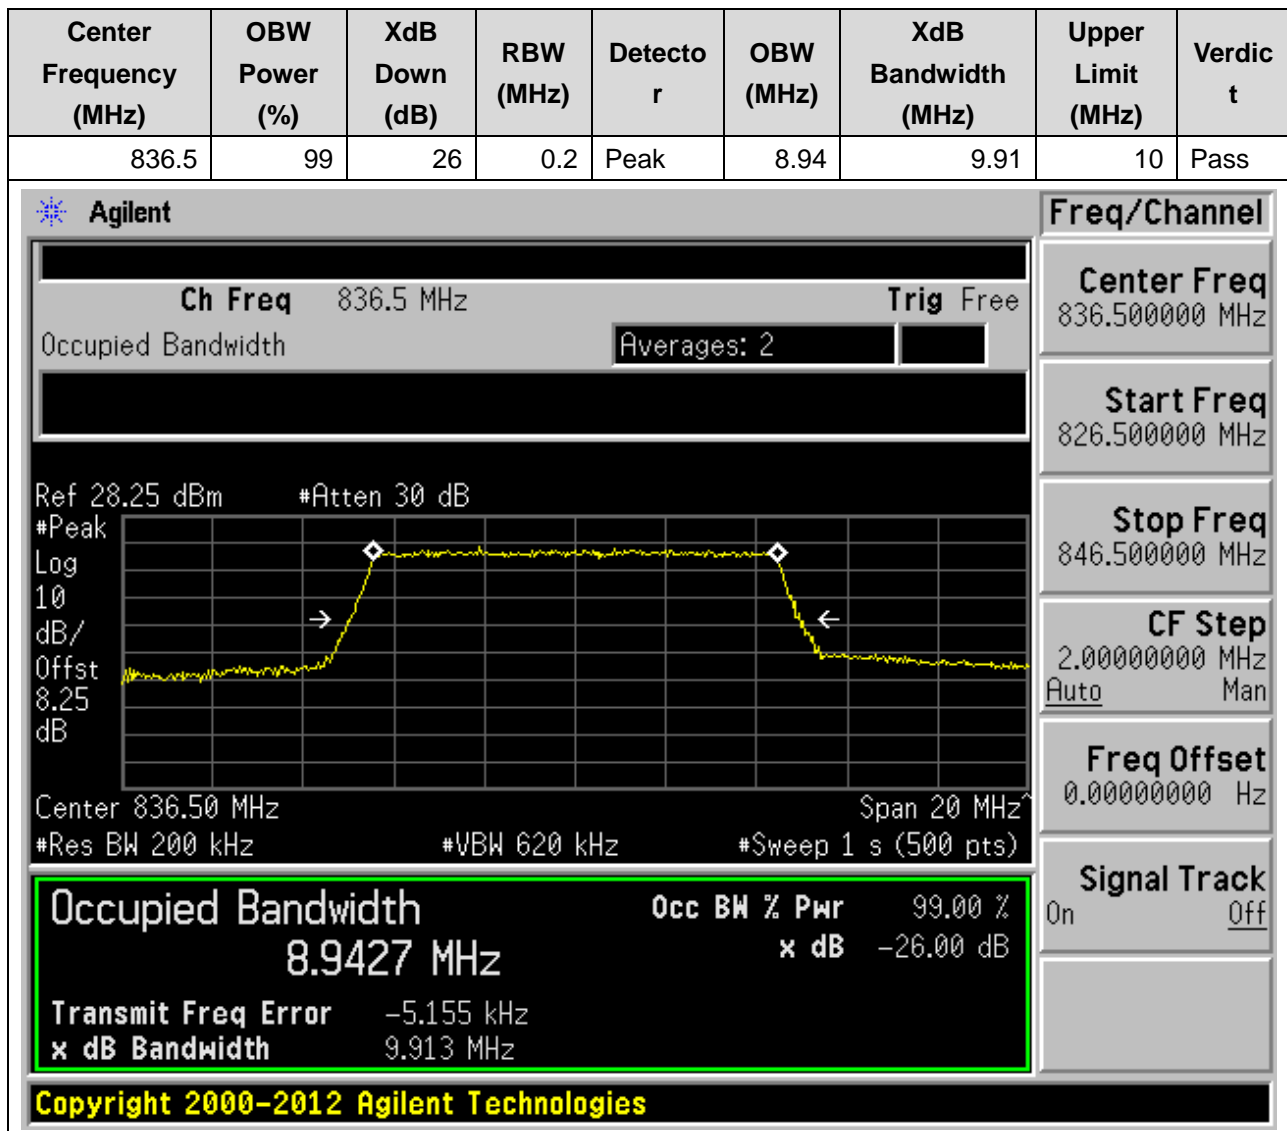 Center Frequency (MHz) OBW Power (%) XdB Down (dB) RBW (MHz) Detecto r OBW (MHz) XdB Bandwidth (MHz) Upper Limit (MHz) Verdic t
836.5 99 26 0.2 Peak 8.94 9.91 10 Pass
Agilent
Freq/Channel
Ch Freq 836.5 MHz Trig Free
Occupied Bandwidth Averages: 2
Ref 28.25 dBm #Atten 30 dB
#Peak
Log
10
dB/
Offst
8.25
dB
Center 836.50 MHz Span 20 MHz^
#Res BW 200 kHz #VBW 620 kHz #Sweep 1 s (500 pts)
Occupied Bandwidth
8.9427 MHz
Occ BW % Pwr 99.00 %
x dB -26.00 dB
Transmit Freq Error -5.155 kHz
x dB Bandwidth 9.913 MHz
Center Freq
836.500000 MHz
Start Freq
826.500000 MHz
Stop Freq
846.500000 MHz
CF Step
2.00000000 MHz
Auto Man
Freq Offset
0.00000000 Hz
Signal Track
On Off
Copyright 2000-2012 Agilent Technologies